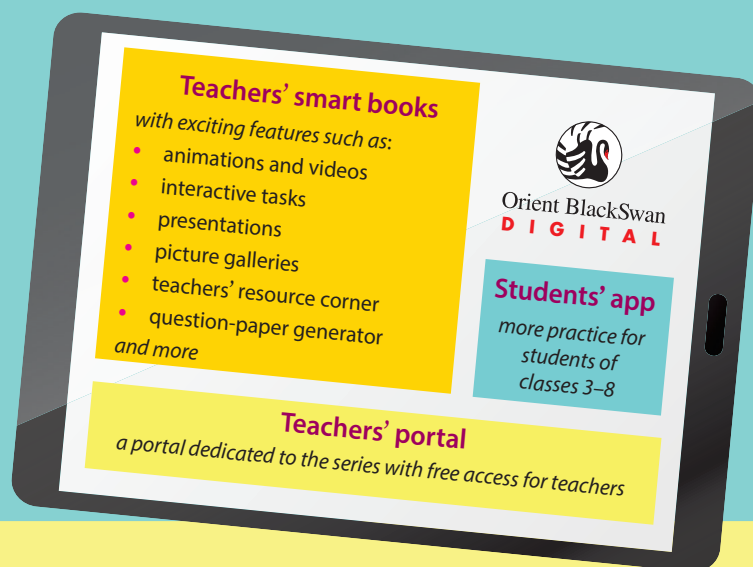 Teachers’ smart books
with exciting features such as:
• animations and videos
• interactive tasks
• presentations
• picture galleries
• teachers’ resource corner
• question-paper generator
and more
Orient BlackSwan
DIGITAL
Students’ app
more practice for
students of
classes 3–8
Teachers’ portal
a portal dedicated to the series with free access for teachers